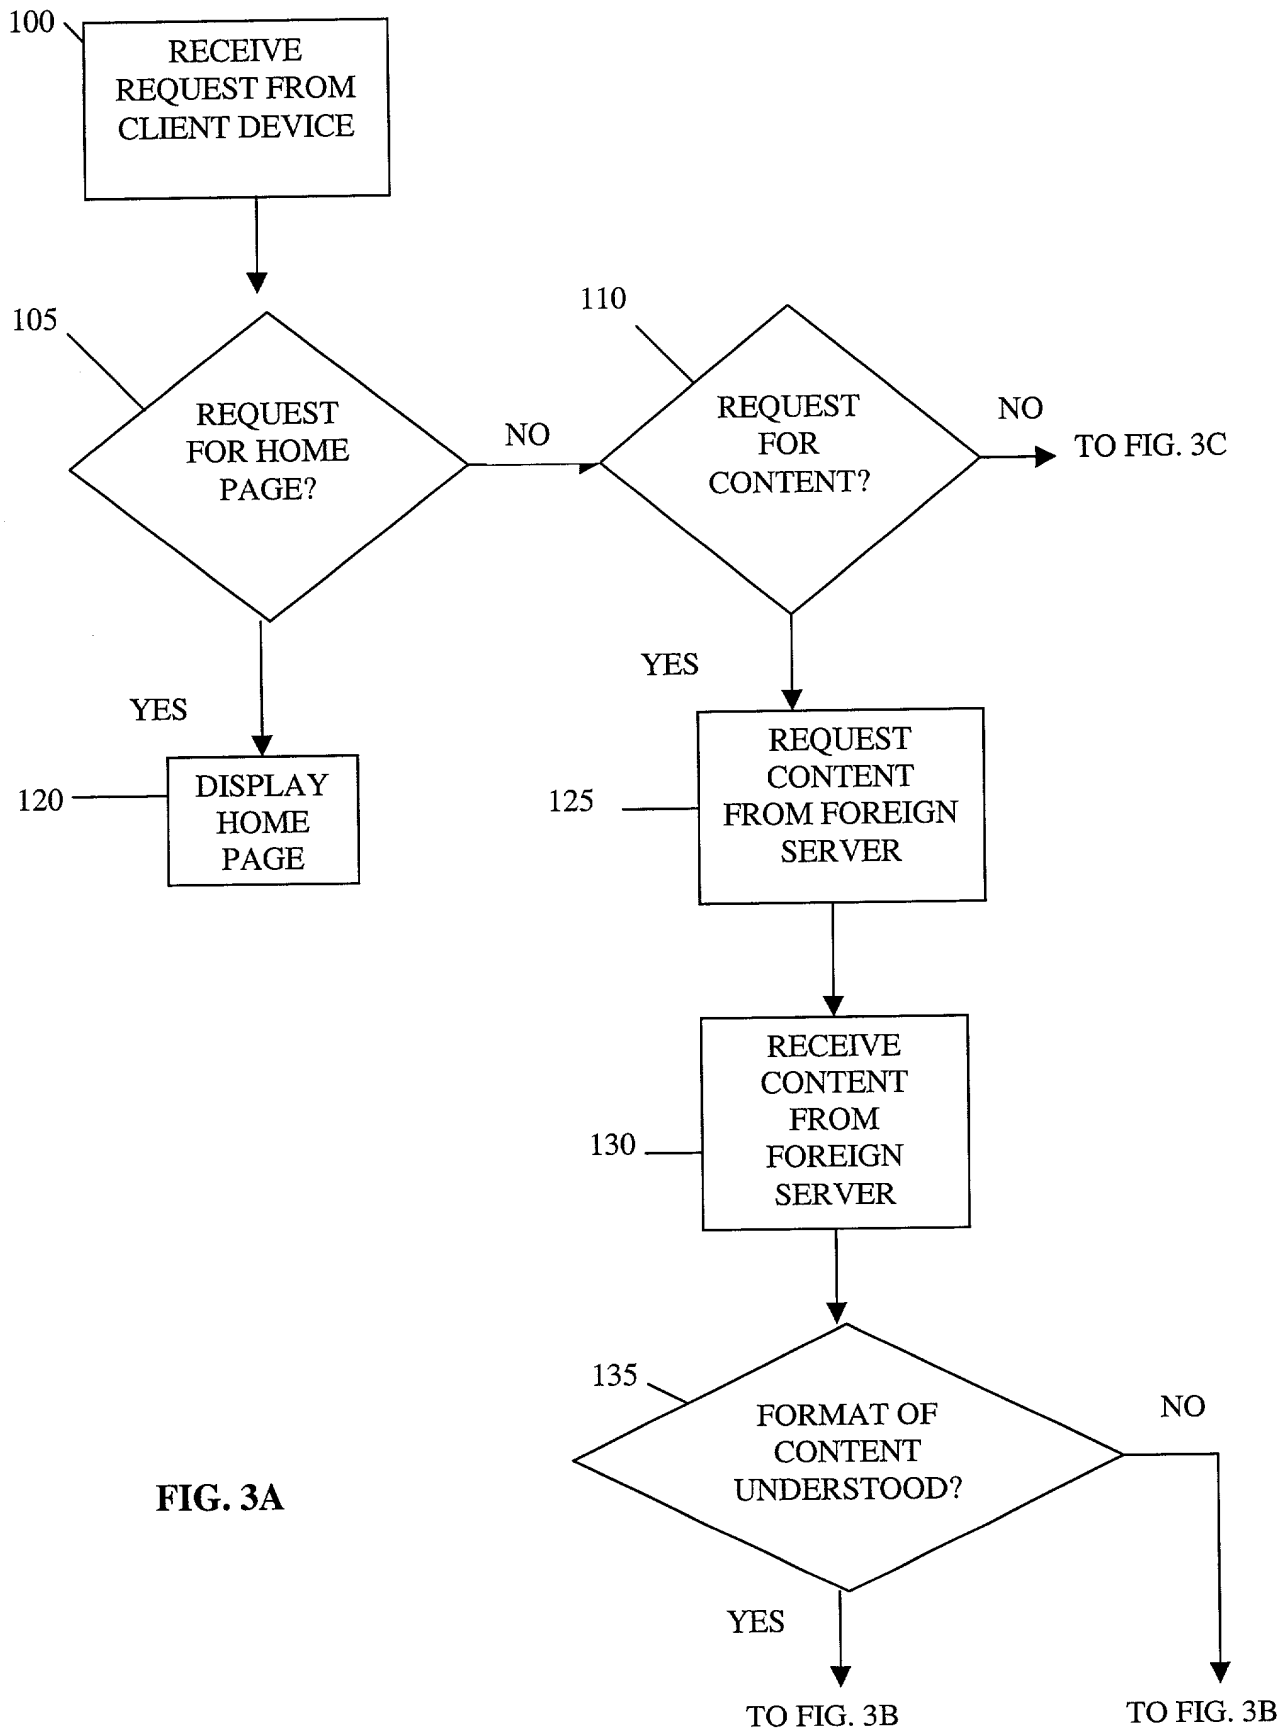 100
RECEIVE
REQUEST FROM
CLIENT DEVICE
105
REQUEST
FOR HOME
PAGE?
NO
110
REQUEST
FOR
CONTENT?
NO
TO FIG. 3C
YES
DISPLAY
HOME
PAGE
120
YES
REQUEST
CONTENT
FROM FOREIGN
SERVER
125
RECEIVE
CONTENT
FROM
FOREIGN
SERVER
130
135
FORMAT OF
CONTENT
UNDERSTOOD?
NO
YES
TO FIG. 3B
TO FIG. 3B
FIG. 3A